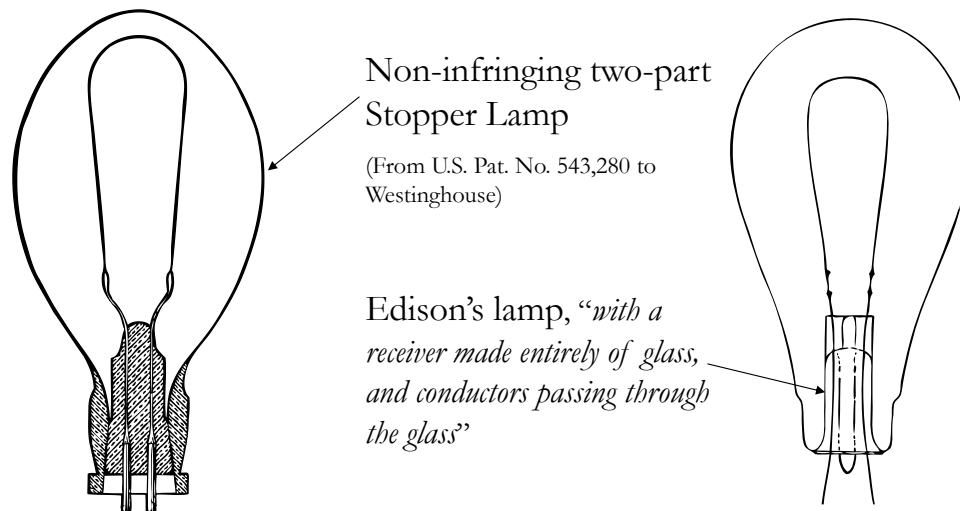 Non-infringing two-part
Stopper Lamp
(From U.S. Pat. No. 543,280 to
Westinghouse)
Edison’s lamp, “with a
receiver made entirely of glass,
and conductors passing through
the glass”